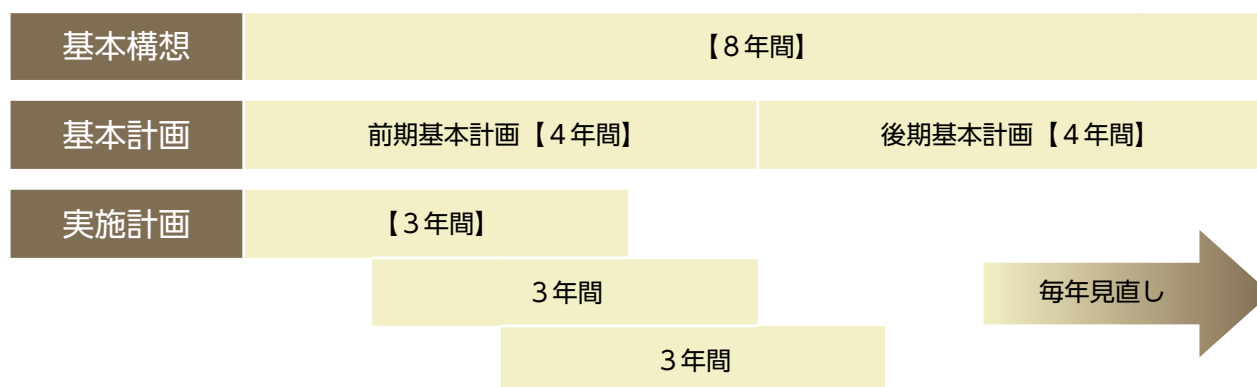 基本構想
【８年間】
基本計画
前期基本計画【４年間】
後期基本計画【４年間】
実施計画
【３年間】
３年間
毎年見直し
３年間